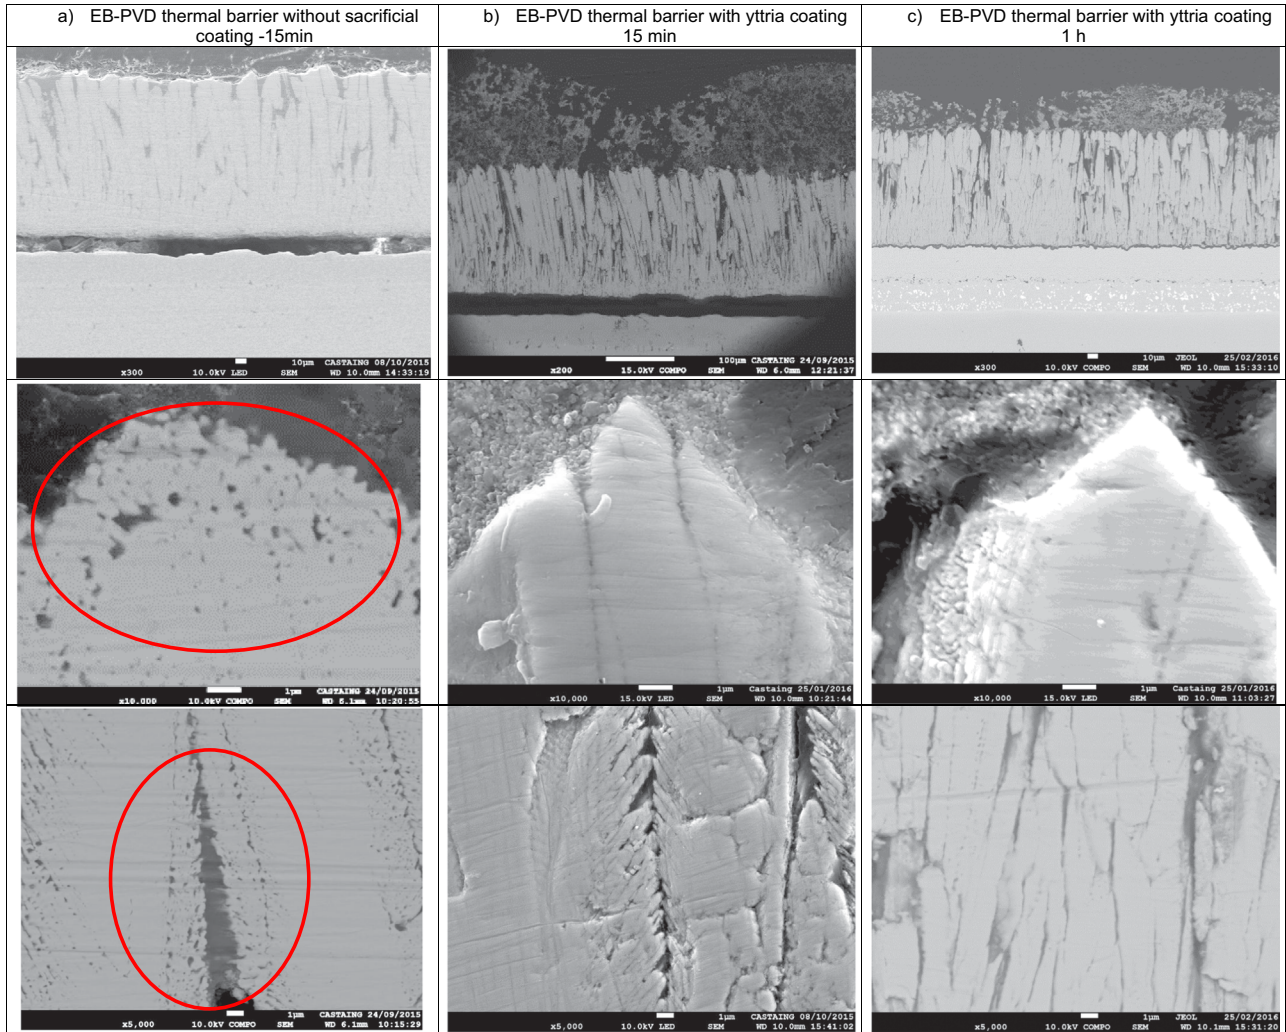 a) EB-PVD thermal barrier without sacrificial
coating -15min
b) EB-PVD thermal barrier with yttria coating
15 min
c) EB-PVD thermal barrier with yttria coating
1 h
10µm CASTAING 08/10/2015
x300 10.0kV LED SEM WD 10.0mm 14:33:19
100µm CASTAING 24/09/2015
x200 15.0kV COMPO SEM WD 6.0mm 12:21:37
10µm JEOL 25/02/2016
x300 10.0kV COMPO SEM WD 10.0mm 15:33:10
1µm CASTAING 24/09/2015
x10,000 10.0kV COMPO SEM WD 6.1mm 10:20:55
1µm Castaing 25/01/2016
x10,000 15.0kV LED SEM WD 10.0mm 10:21:44
1µm Castaing 25/01/2016
x10,000 15.0kV LED SEM WD 10.0mm 11:03:27
1µm CASTAING 24/09/2015
x5,000 10.0kV COMPO SEM WD 6.1mm 10:15:29
1µm CASTAING 08/10/2015
x5,000 10.0kV LED SEM WD 10.0mm 15:41:02
1µm JEOL 25/02/2016
x5,000 10.0kV COMPO SEM WD 10.1mm 15:31:26